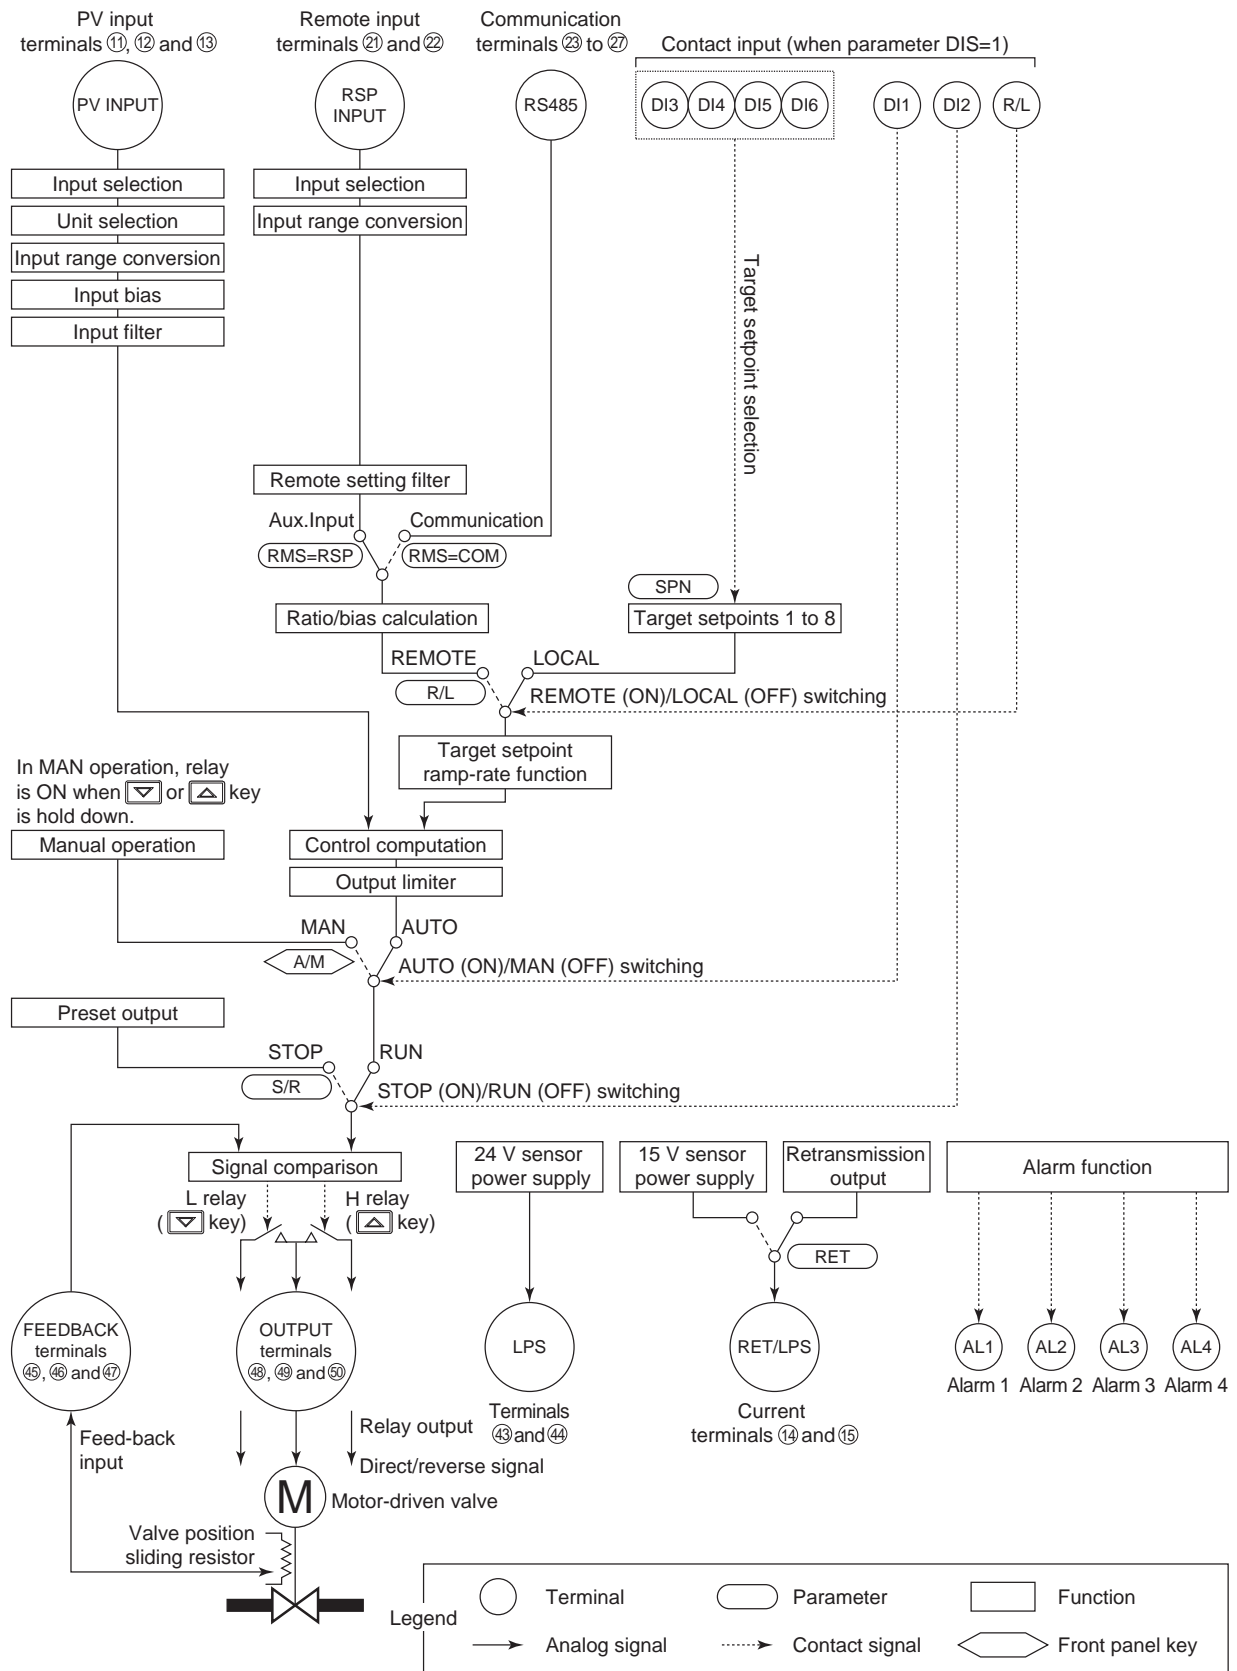 PV input
terminals ⑪, ⑫ and ⑬
Remote input
terminals ㉑ and ㉒
Communication
terminals ㉓ to ㉗
Contact input (when parameter DIS=1)
PV INPUT
RSP
INPUT
RS485
DI3
DI4
DI5
DI6
DI1
DI2
R/L
Input selection
Unit selection
Input range conversion
Input bias
Input filter
Input selection
Input range conversion
Target setpoint selection
Remote setting filter
Aux.Input
Communication
RMS=RSP
RMS=COM
SPN
Ratio/bias calculation
Target setpoints 1 to 8
REMOTE
LOCAL
R/L
REMOTE (ON)/LOCAL (OFF) switching
Target setpoint
ramp-rate function
In MAN operation, relay
is ON when ▽ or △ key
is hold down.
Manual operation
Control computation
Output limiter
MAN
AUTO
A/M
AUTO (ON)/MAN (OFF) switching
Preset output
STOP
RUN
S/R
STOP (ON)/RUN (OFF) switching
Signal comparison
L relay
(▽ key)
H relay
(△ key)
24 V sensor
power supply
15 V sensor
power supply
Retransmission
output
Alarm function
RET
FEEDBACK
terminals
㊺, ㊻ and ㊼
OUTPUT
terminals
㊽, ㊾ and ㊿
LPS
RET/LPS
AL1
AL2
AL3
AL4
Alarm 1
Alarm 2
Alarm 3
Alarm 4
Terminals
㊸ and ㊹
Current
terminals ⑭ and ⑮
Feed-back
input
Relay output
Direct/reverse signal
M
Motor-driven valve
Valve position
sliding resistor
Legend
Terminal
Parameter
Function
Analog signal
Contact signal
Front panel key